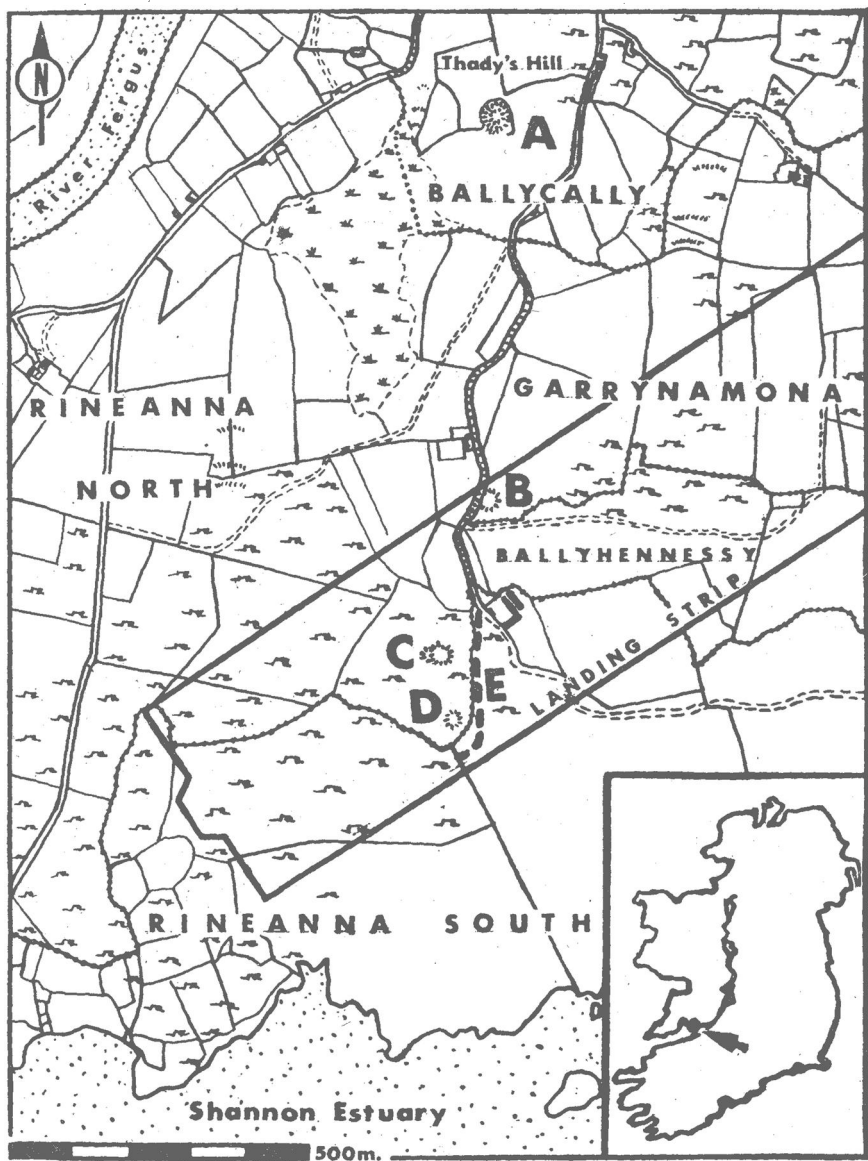 N
River Fergus
Thady's Hill
A
BALLYCALLY
RINEANNA
NORTH
GARRYNAMONA
B
BALLYHENNESSY
LANDING STRIP
C
D
E
RINEANNA SOUTH
Shannon Estuary
500m.